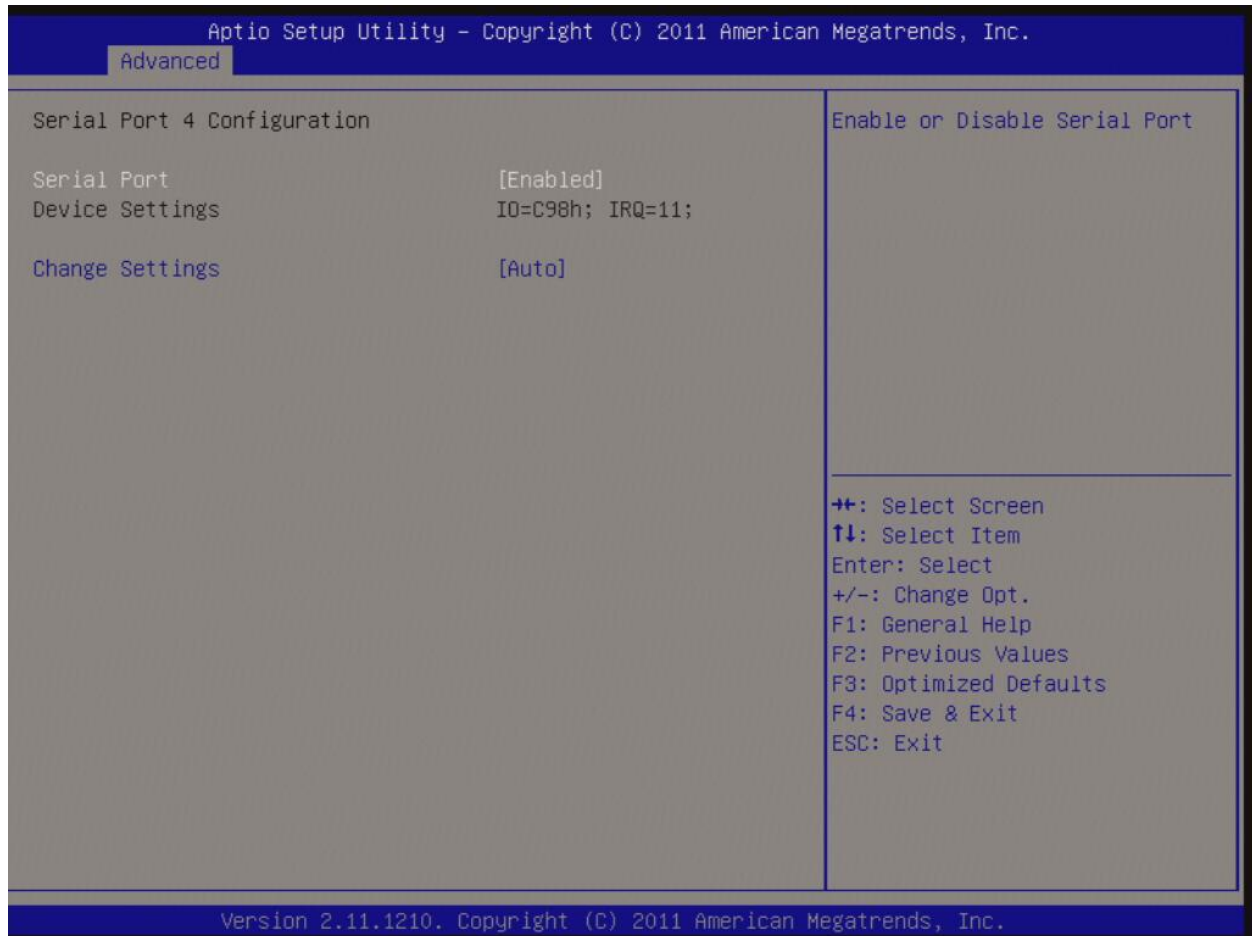 Aptio Setup Utility – Copyright (C) 2011 American Megatrends, Inc.
Advanced
Serial Port 4 Configuration
Serial Port [Enabled]
Device Settings IO=C98h; IRQ=11;
Change Settings [Auto]
Enable or Disable Serial Port
→←: Select Screen
↑↓: Select Item
Enter: Select
+/-: Change Opt.
F1: General Help
F2: Previous Values
F3: Optimized Defaults
F4: Save & Exit
ESC: Exit
Version 2.11.1210. Copyright (C) 2011 American Megatrends, Inc.